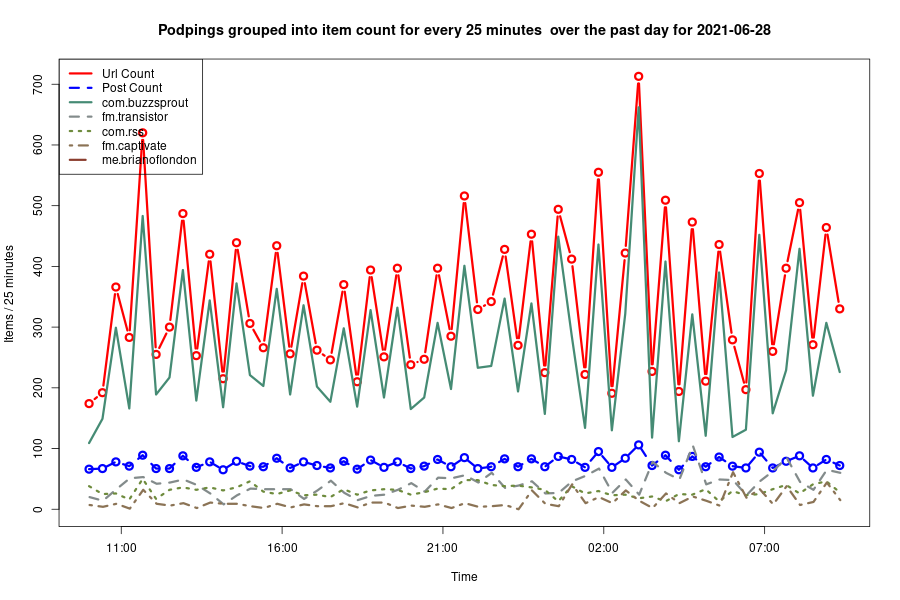 Podpings grouped into item count for every 25 minutes  over the past day for 2021-06-28
Url Count
Post Count
com.buzzsprout
fm.transistor
com.rss
fm.captivate
me.brianoflondon
Items / 25 minutes
700
600
500
400
300
200
100
0
11:00
16:00
21:00
02:00
07:00
Time